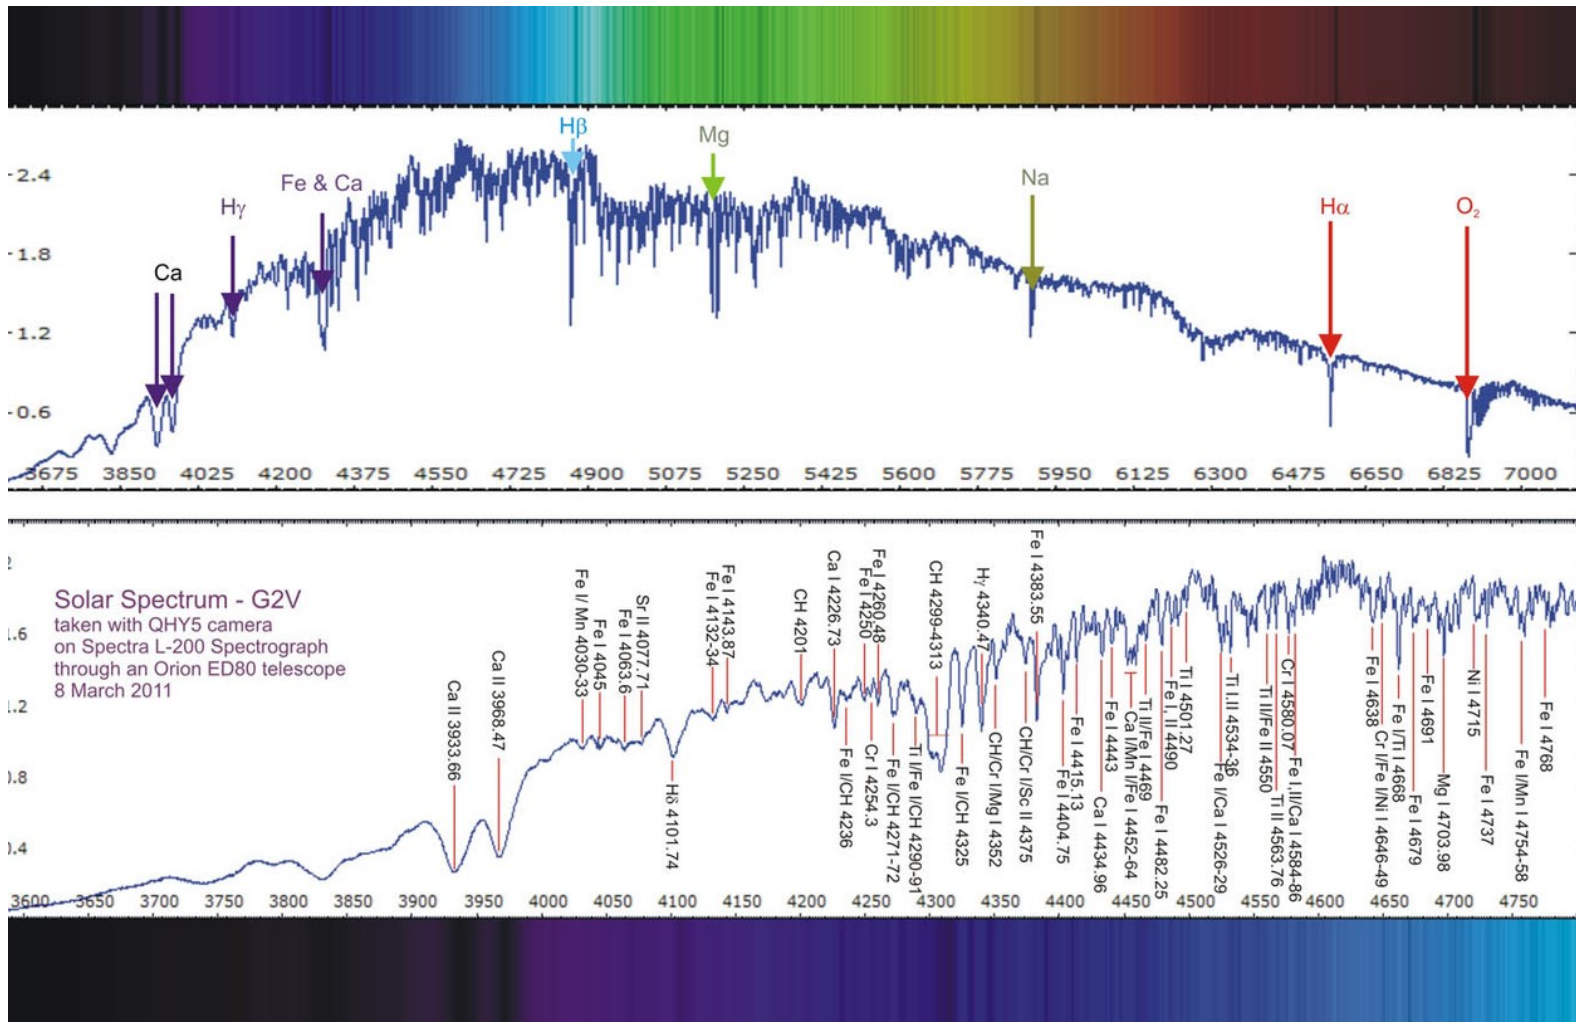 Hβ
Mg
Fe & Ca
Na
Hγ
Hα
O₂
Ca
2.4
1.8
1.2
0.6
3675 3850 4025 4200 4375 4550 4725 4900 5075 5250 5425 5600 5775 5950 6125 6300 6475 6650 6825 7000
Solar Spectrum - G2V
taken with QHY5 camera
on Spectra L-200 Spectrograph
through an Orion ED80 telescope
8 March 2011
Ca II 3933.66
Ca II 3968.47
Fe I/ Mn 4030-33
Fe I 4045
Fe I 4063.6
Sr II 4077.71
Hδ 4101.74
Fe I 4132-34
Fe I 4143.87
CH 4201
Ca I 4226.73
Fe I/CH 4236
Fe I 4250
Cr I 4254.3
Fe I 4260.48
Fe I/CH 4271-72
Ti I/Fe I/CH 4290-91
CH 4299-4313
Fe I/CH 4325
Hγ 4340.47
CH/Cr I/Mg I 4352
CH/Cr I/Sc II 4375
Fe I 4383.55
Fe I 4404.75
Fe I 4415.13
Ca I 4434.96
Fe I 4443
Ca I/Mn I/Fe I 4452-64
Ti II/Fe I 4469
Fe I 4482.25
Fe I, II 4490
Ti I 4501.27
Fe I/Ca I 4526-29
Ti I.II 4534-36
Ti II/Fe II 4550
Ti II 4563.76
Cr I 4580.07
Fe I,II/Ca I 4584-86
Fe I 4638
Cr I/Fe I/Ni I 4646-49
Fe I/Ti I 4668
Fe I 4679
Fe I 4691
Mg I 4703.98
Ni I 4715
Fe I 4737
Fe I/Mn I 4754-58
Fe I 4768
3600 3650 3700 3750 3800 3850 3900 3950 4000 4050 4100 4150 4200 4250 4300 4350 4400 4450 4500 4550 4600 4650 4700 4750